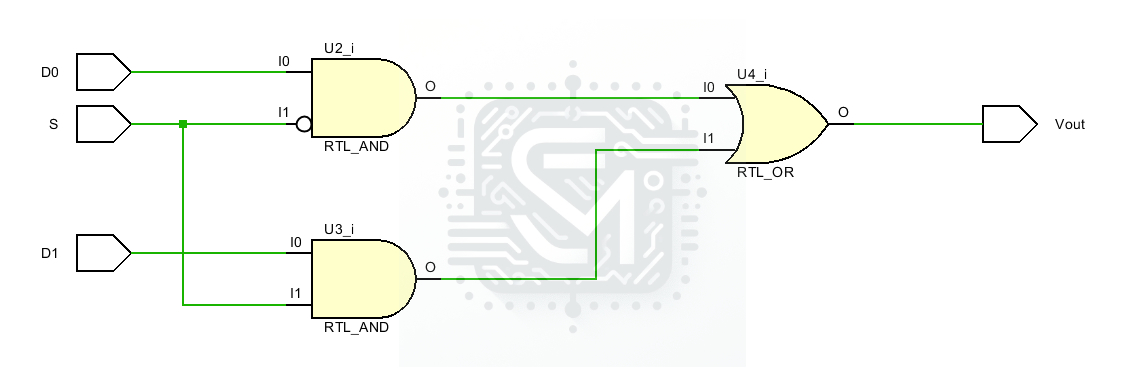 U2_i
D0
I0
O
U4_i
I0
S
I1
O
Vout
RTL_AND
I1
RTL_OR
U3_i
D1
I0
O
I1
RTL_AND